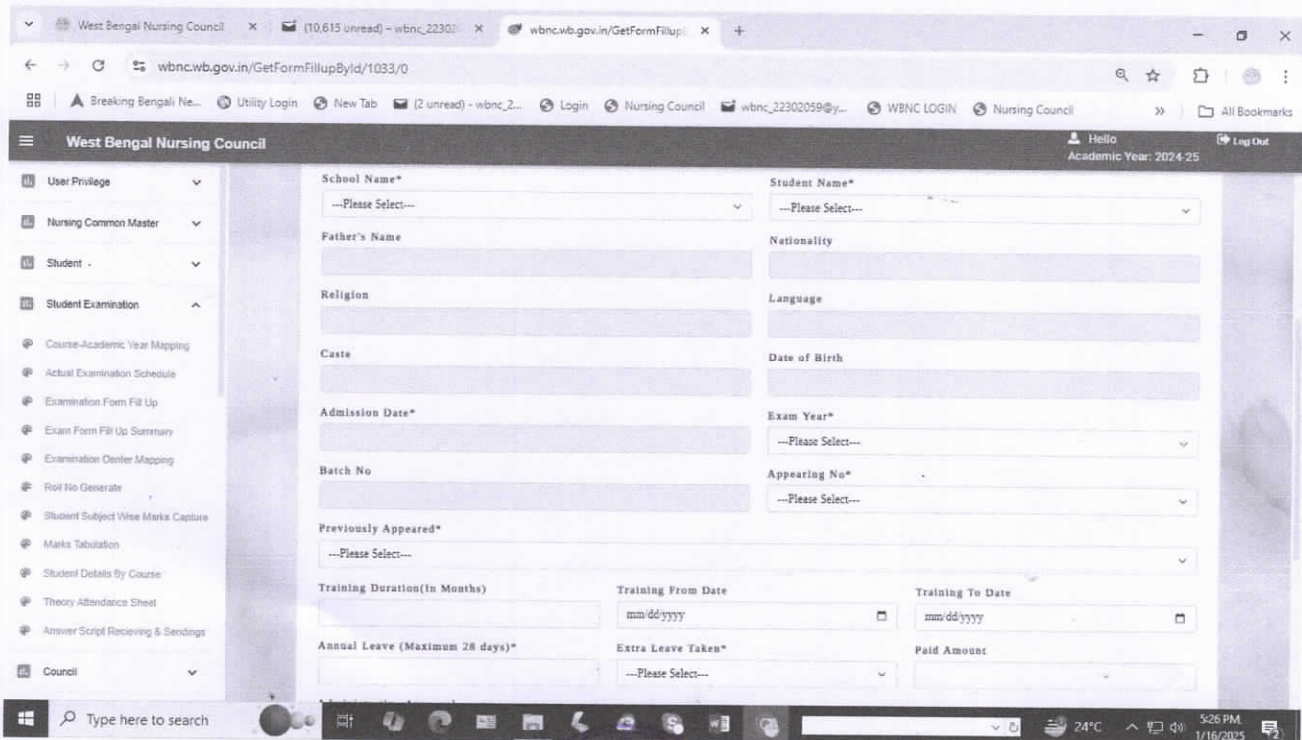 West Bengal Nursing Council
(10,615 unread) – wbnc_22302
wbnc.wb.gov.in/GetFormFillup
wbnc.wb.gov.in/GetFormFillupById/1033/0
Breaking Bengali Ne...
Utility Login
New Tab
(2 unread) - wbnc_2...
Login
Nursing Council
wbnc_22302059@y...
WBNC LOGIN
Nursing Council
All Bookmarks
West Bengal Nursing Council
Hello
Academic Year: 2024-25
Log Out
User Privilege
Nursing Common Master
Student
Student Examination
Course-Academic Year Mapping
Actual Examination Schedule
Examination Form Fill Up
Exam Form Fill Up Summary
Examination Center Mapping
Roll No Generate
Student Subject Wise Marks Capture
Marks Tabulation
Student Details By Course
Theory Attendance Sheet
Answer Script Recieving & Sendings
Council
School Name*
---Please Select---
Student Name*
---Please Select---
Father's Name
Nationality
Religion
Language
Caste
Date of Birth
Admission Date*
Exam Year*
---Please Select---
Batch No
Appearing No*
---Please Select---
Previously Appeared*
---Please Select---
Training Duration(In Months)
Training From Date
mm/dd/yyyy
Training To Date
mm/dd/yyyy
Annual Leave (Maximum 28 days)*
Extra Leave Taken*
---Please Select---
Paid Amount
Type here to search
24°C
5:26 PM
1/16/2025